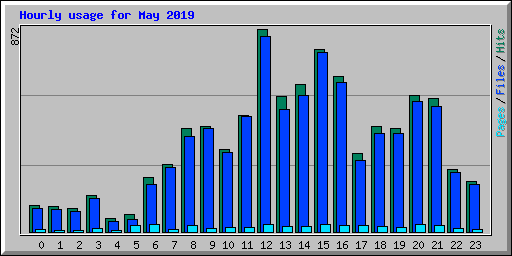 Hourly usage for May 2019
872
Pages/Files/Hits
0 1 2 3 4 5 6 7 8 9 10 11 12 13 14 15 16 17 18 19 20 21 22 23